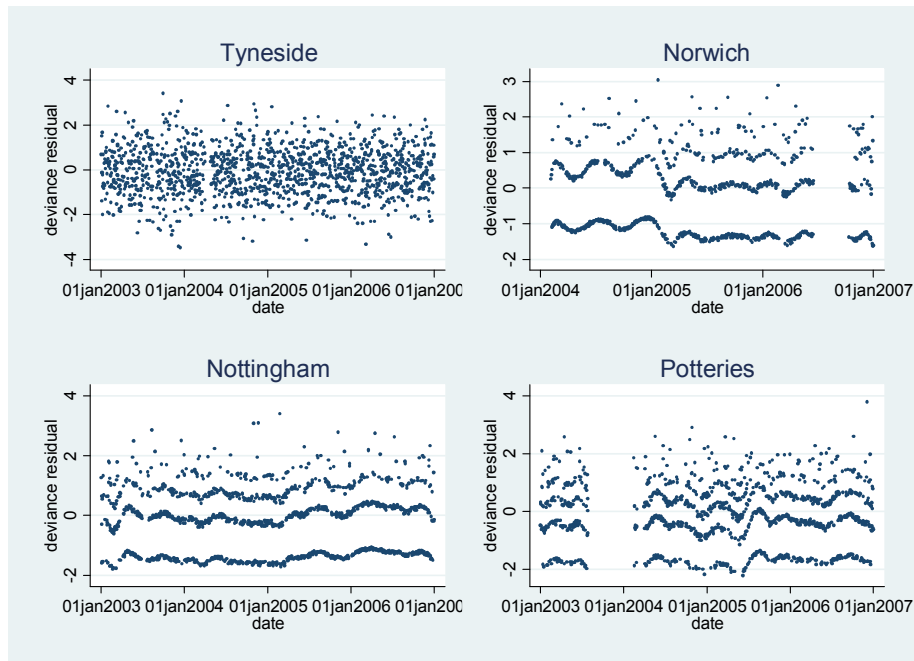 Tyneside
deviance residual
4
2
0
-2
-4
01jan2003 01jan2004 01jan2005 01jan2006 01jan200
date
Norwich
deviance residual
3
2
1
0
-1
-2
01jan2004 01jan2005 01jan2006 01jan2007
date
Nottingham
deviance residual
4
2
0
-2
01jan2003 01jan2004 01jan2005 01jan2006 01jan200
date
Potteries
deviance residual
4
2
0
-2
01jan2003 01jan2004 01jan2005 01jan2006 01jan2007
date